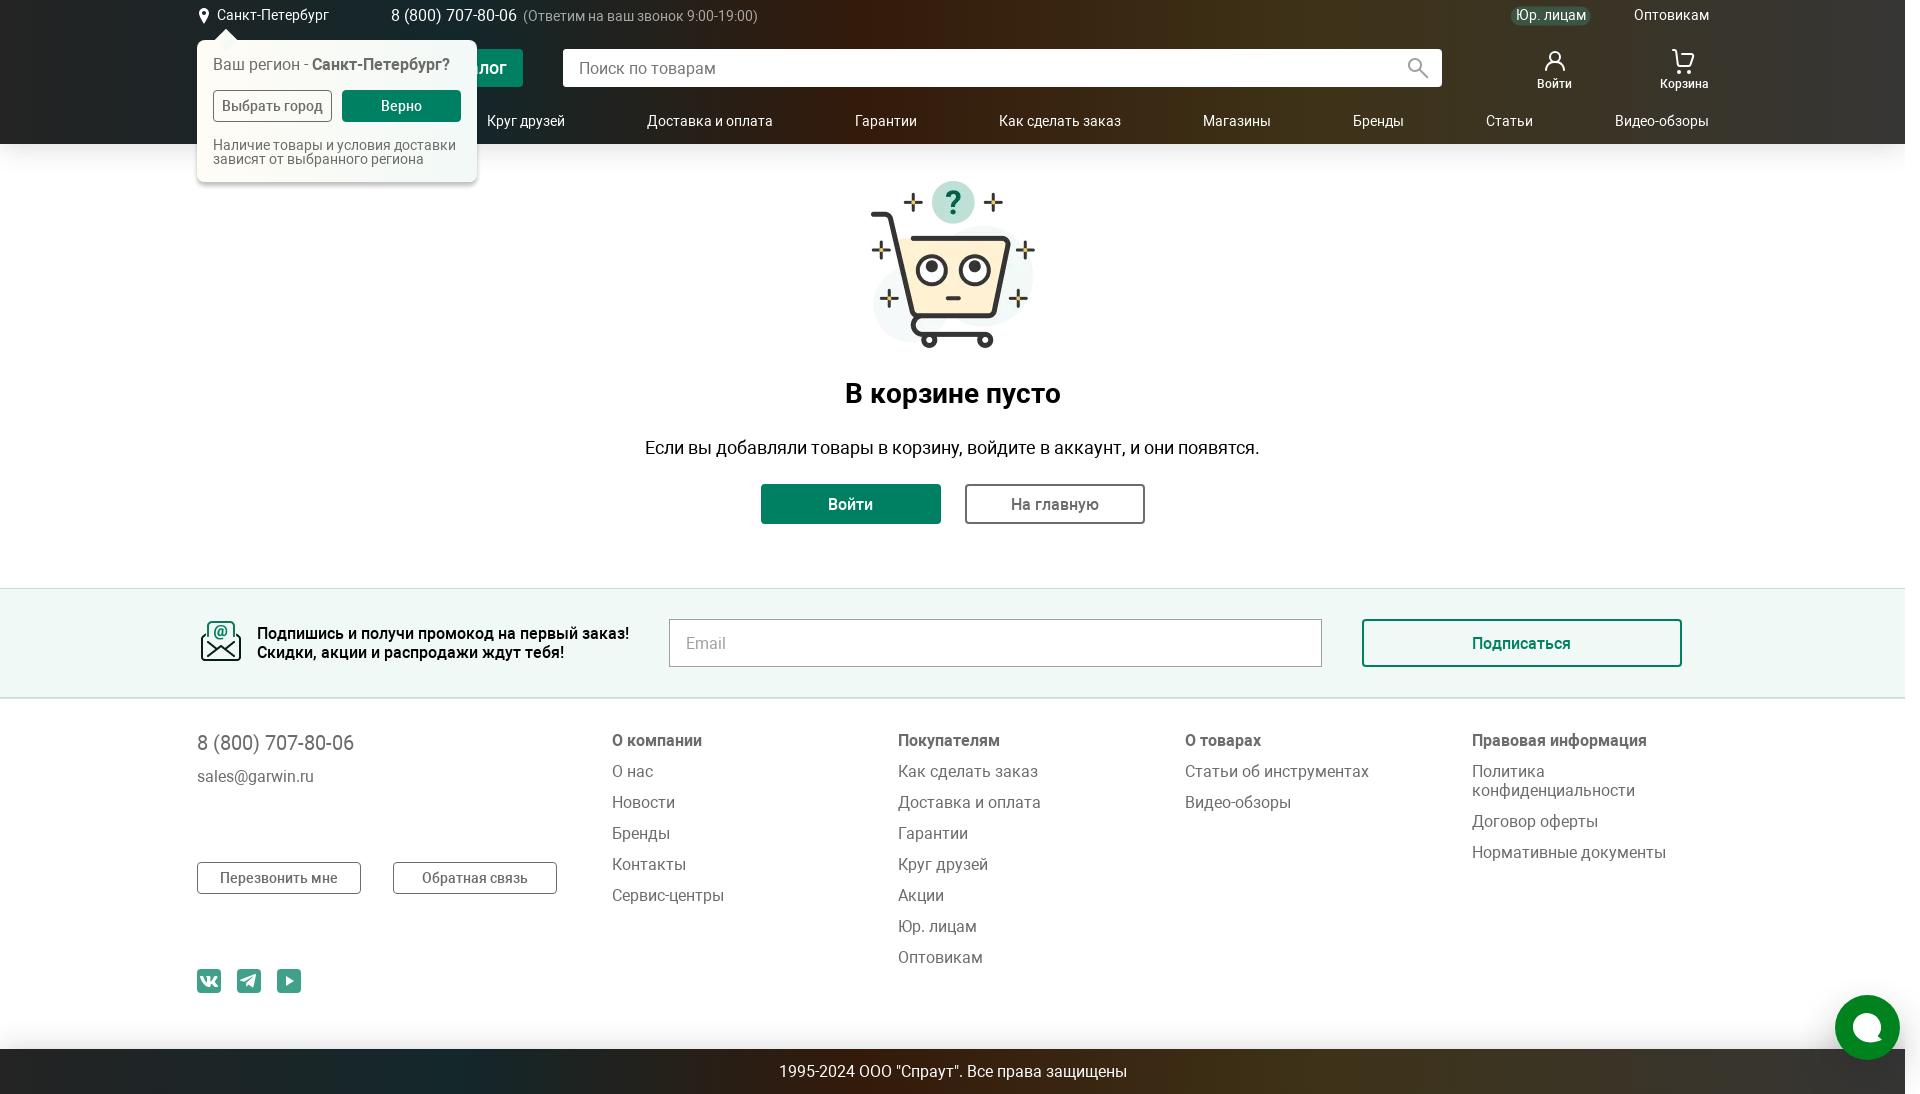 Санкт-Петербург
8 (800) 707-80-06 (Ответим на ваш звонок 9:00-19:00)
Юр. лицам
Оптовикам
Ваш регион - Санкт-Петербург?
Выбрать город
Верно
Наличие товары и условия доставки
зависят от выбранного региона
Поиск по товарам
Войти
Корзина
Круг друзей
Доставка и оплата
Гарантии
Как сделать заказ
Магазины
Бренды
Статьи
Видео-обзоры
?
В корзине пусто
Если вы добавляли товары в корзину, войдите в аккаунт, и они появятся.
Войти
На главную
@
Подпишись и получи промокод на первый заказ!
Скидки, акции и распродажи ждут тебя!
Email
Подписаться
8 (800) 707-80-06
sales@garwin.ru
Перезвонить мне
Обратная связь
О компании
О нас
Новости
Бренды
Контакты
Сервис-центры
Покупателям
Как сделать заказ
Доставка и оплата
Гарантии
Круг друзей
Акции
Юр. лицам
Оптовикам
О товарах
Статьи об инструментах
Видео-обзоры
Правовая информация
Политика
конфиденциальности
Договор оферты
Нормативные документы
1995-2024 ООО "Спраут". Все права защищены